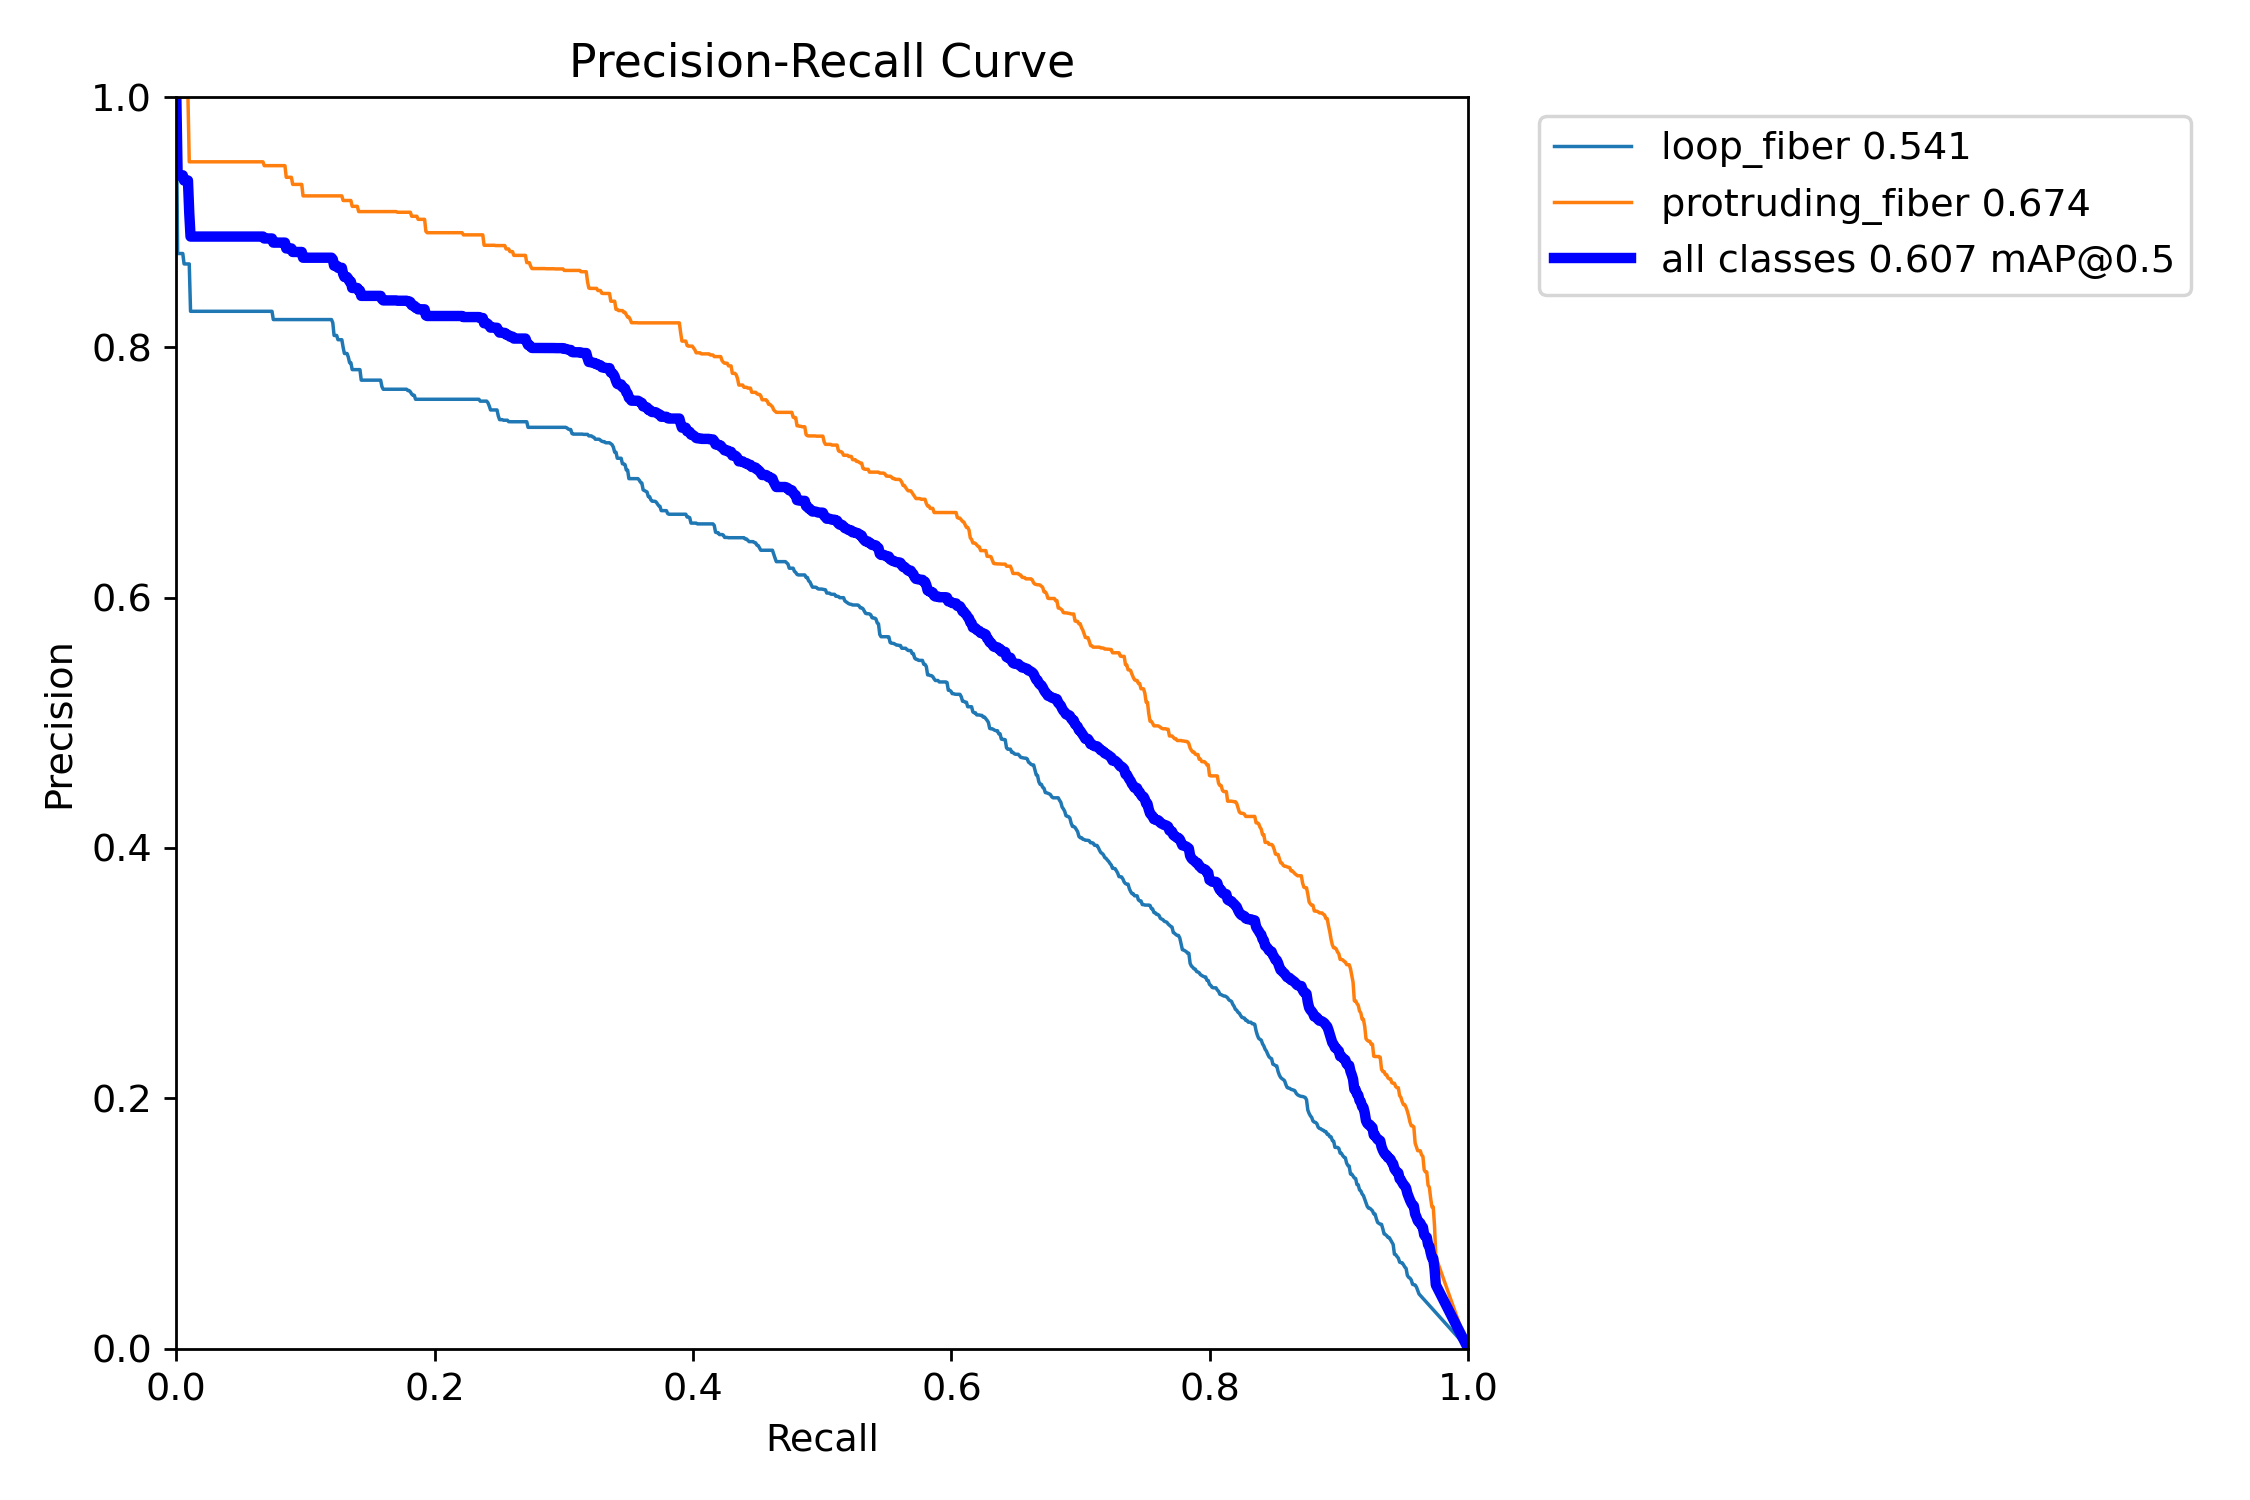 Precision-Recall Curve
1.0
0.8
0.6
0.4
0.2
0.0
Precision
0.0 0.2 0.4 0.6 0.8 1.0
Recall
loop_fiber 0.541
protruding_fiber 0.674
all classes 0.607 mAP@0.5